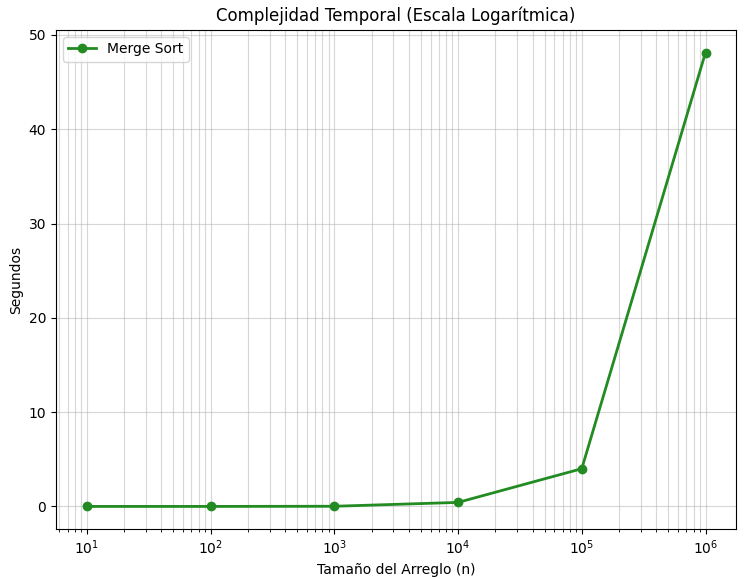 Complejidad Temporal (Escala Logarítmica)
Merge Sort
50
40
30
20
10
0
Segundos
10¹ 10² 10³ 10⁴ 10⁵ 10⁶
Tamaño del Arreglo (n)